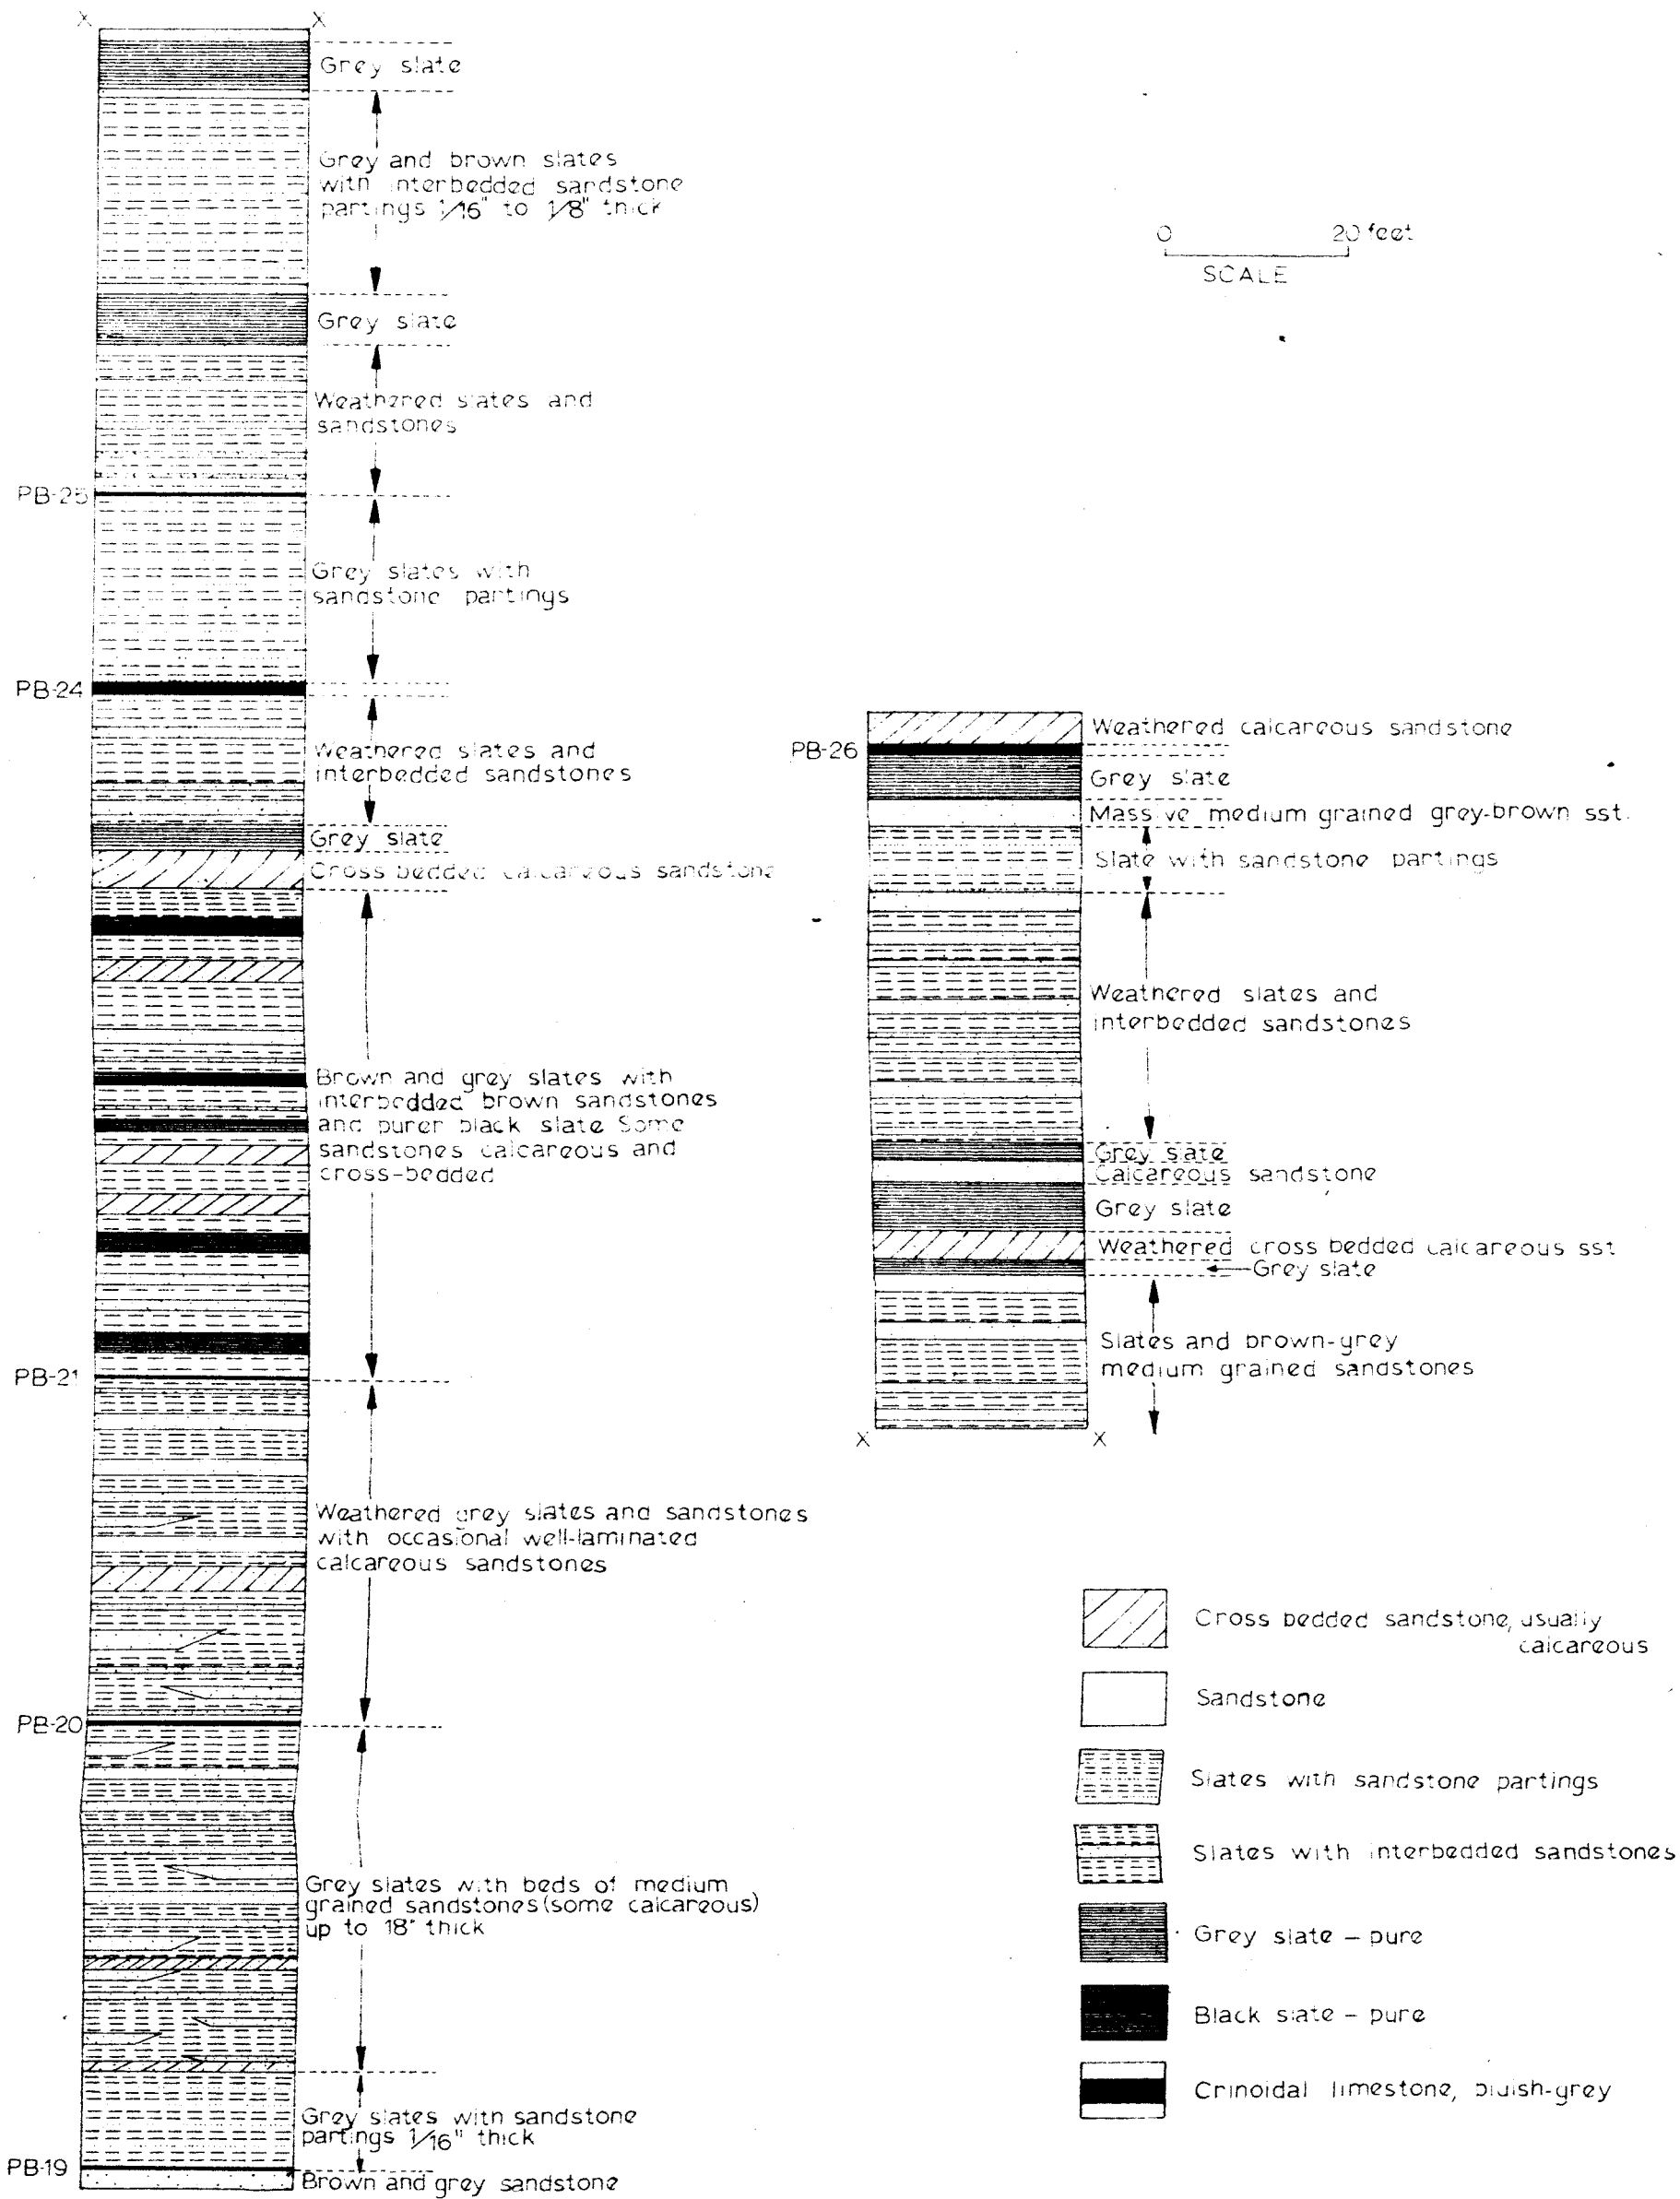 X X
Grey slate
Grey and brown slates
with interbedded sandstone
partings 1/16" to 1/8" thick
Grey slate
Weathered slates and
sandstones
PB-25
Grey slates with
sandstone partings
PB-24
Weathered slates and
interbedded sandstones
Grey slate
Cross bedded calcareous sandstone
Brown and grey slates with
interbedded brown sandstones
and purer black slate Some
sandstones calcareous and
cross-bedded
PB-21
Weathered grey slates and sandstones
with occasional well-laminated
calcareous sandstones
PB-20
Grey slates with beds of medium
grained sandstones (some calcareous)
up to 18" thick
Grey slates with sandstone
partings 1/16" thick
PB-19
Brown and grey sandstone
0 20 feet
SCALE
Weathered calcareous sandstone
PB-26
Grey slate
Massive medium grained grey-brown sst.
Slate with sandstone partings
Weathered slates and
interbedded sandstones
Grey slate
Calcareous sandstone
Grey slate
Weathered cross bedded calcareous sst
Grey slate
Slates and brown-grey
medium grained sandstones
X X
Cross bedded sandstone, usually
calcareous
Sandstone
Slates with sandstone partings
Slates with interbedded sandstones
Grey slate – pure
Black slate – pure
Crinoidal limestone, bluish-grey